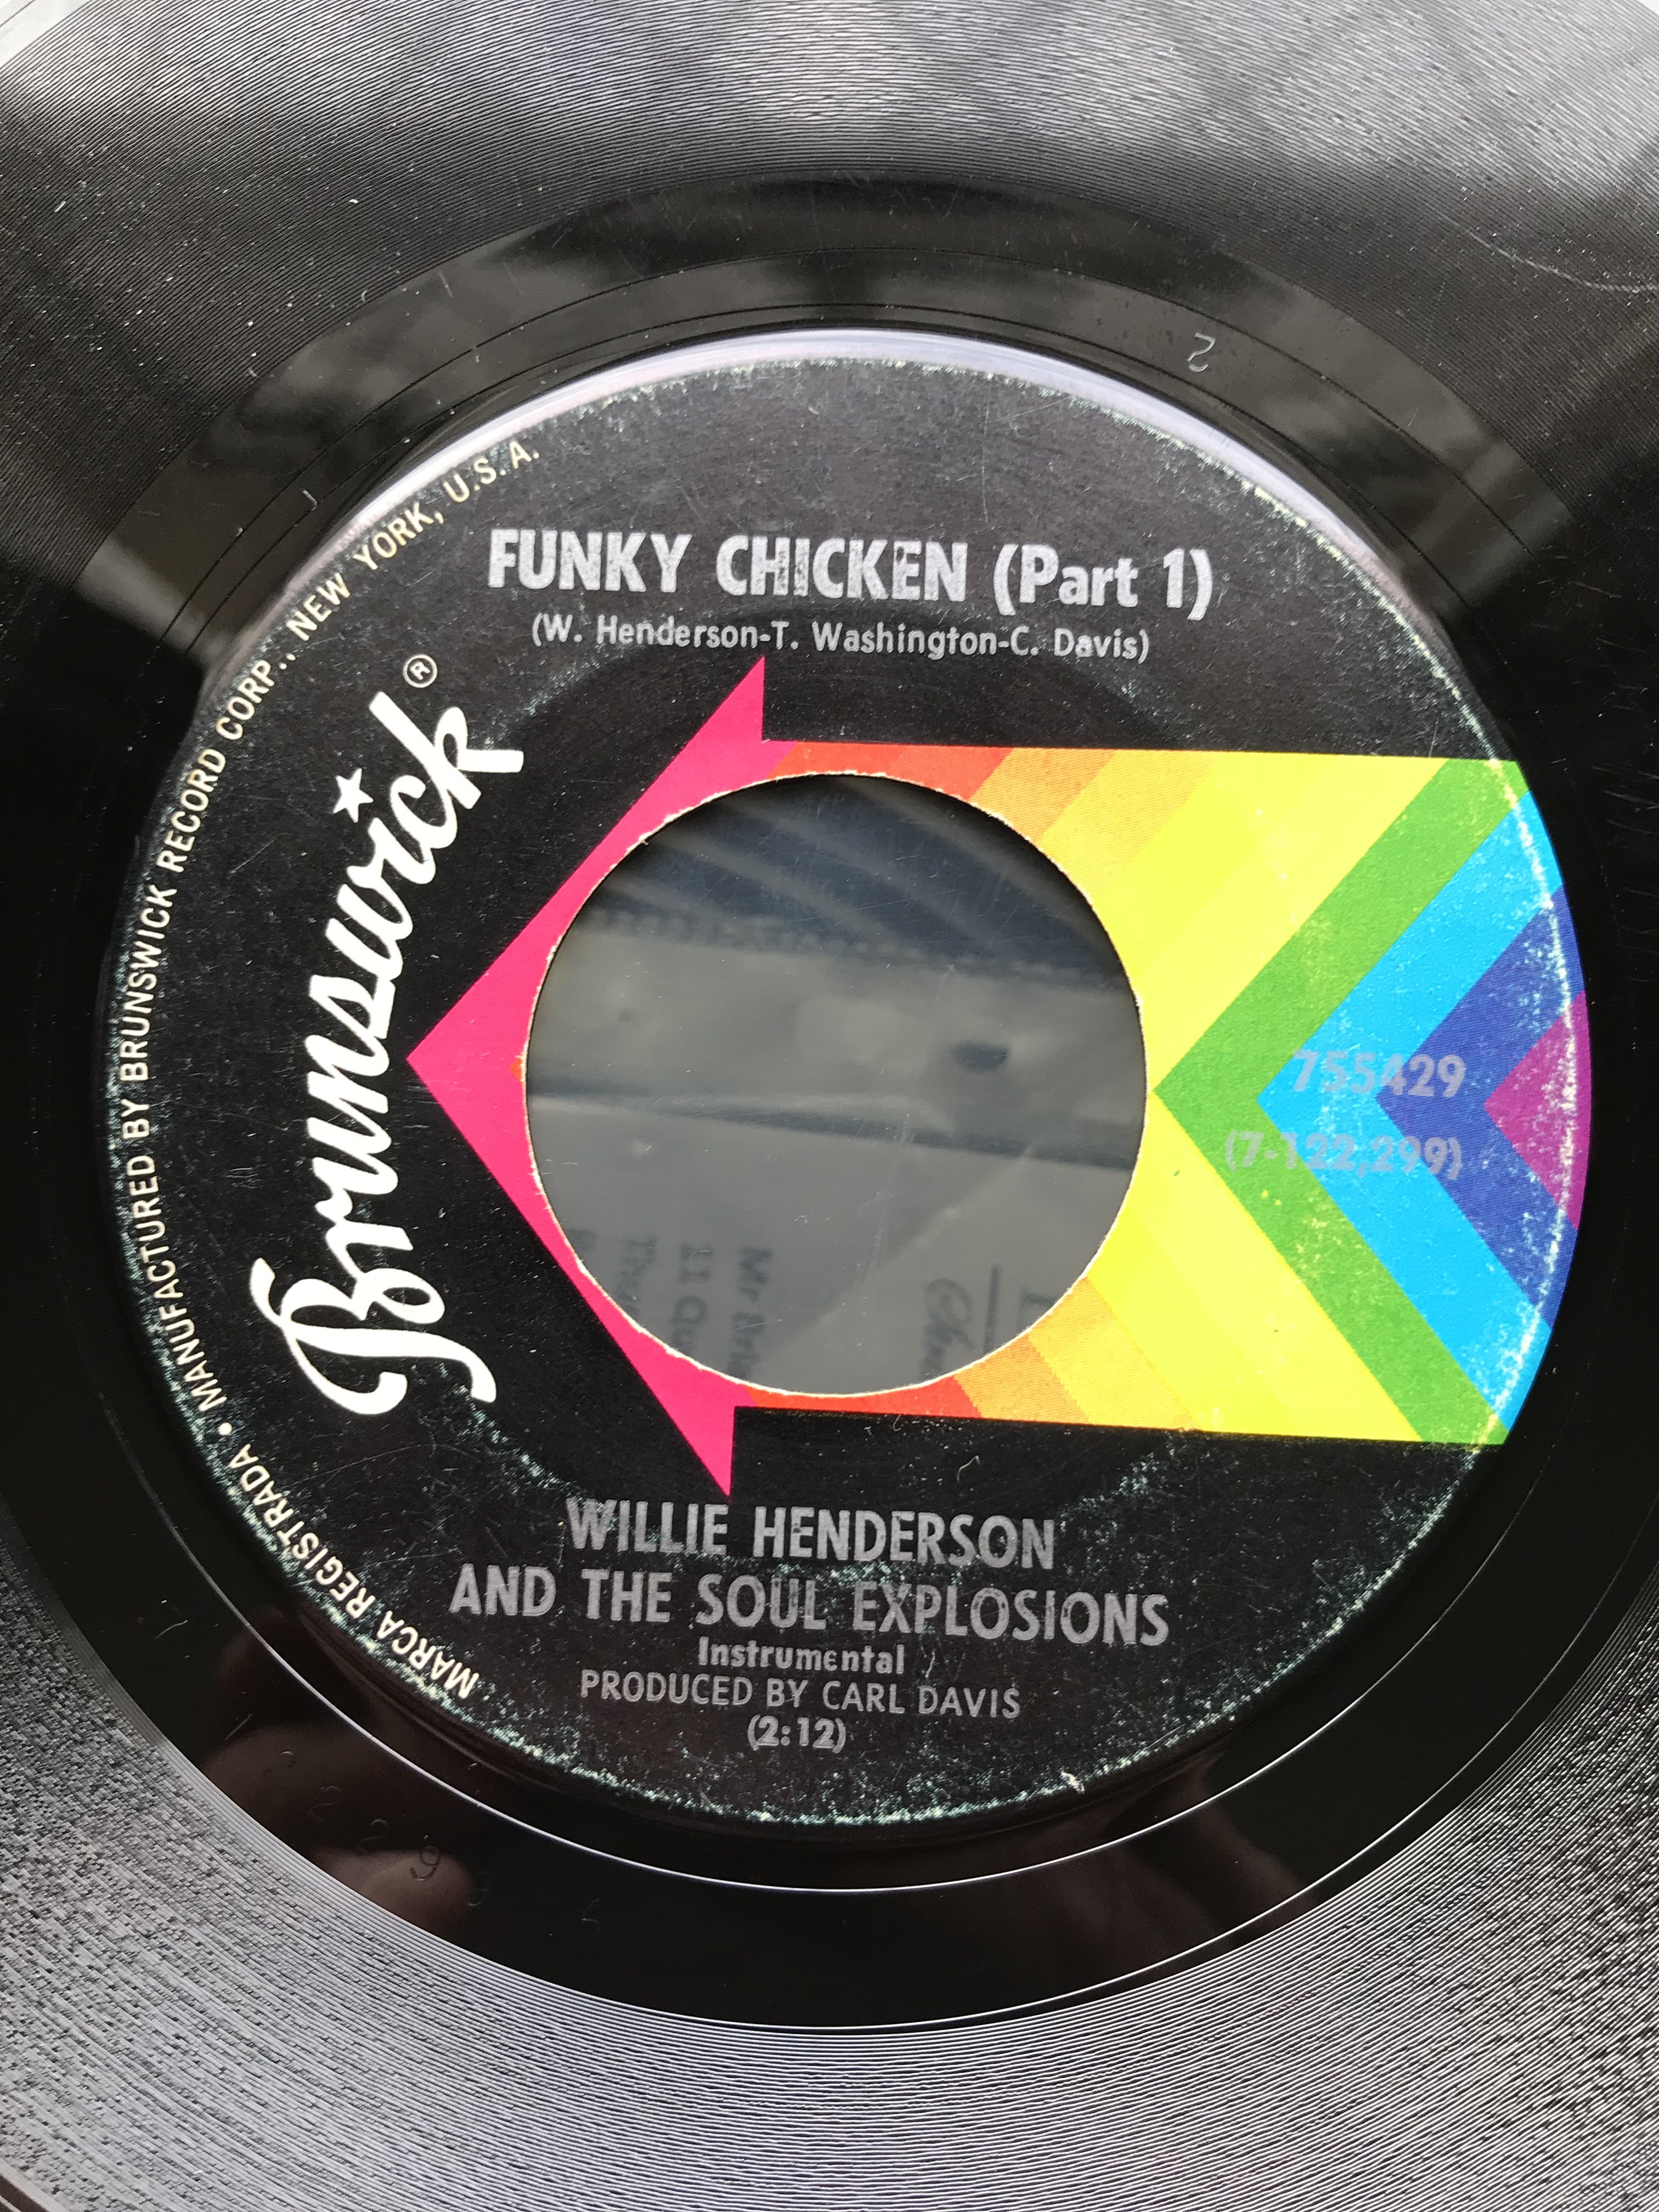 FUNKY CHICKEN (Part 1)
(W. Henderson-T. Washington-C. Davis)
Brunswick®
755429
(7-122,299)
WILLIE HENDERSON
AND THE SOUL EXPLOSIONS
Instrumental
PRODUCED BY CARL DAVIS
(2:12)
MARCA REGISTRADA • MANUFACTURED BY BRUNSWICK RECORD CORP., NEW YORK, U.S.A.
2